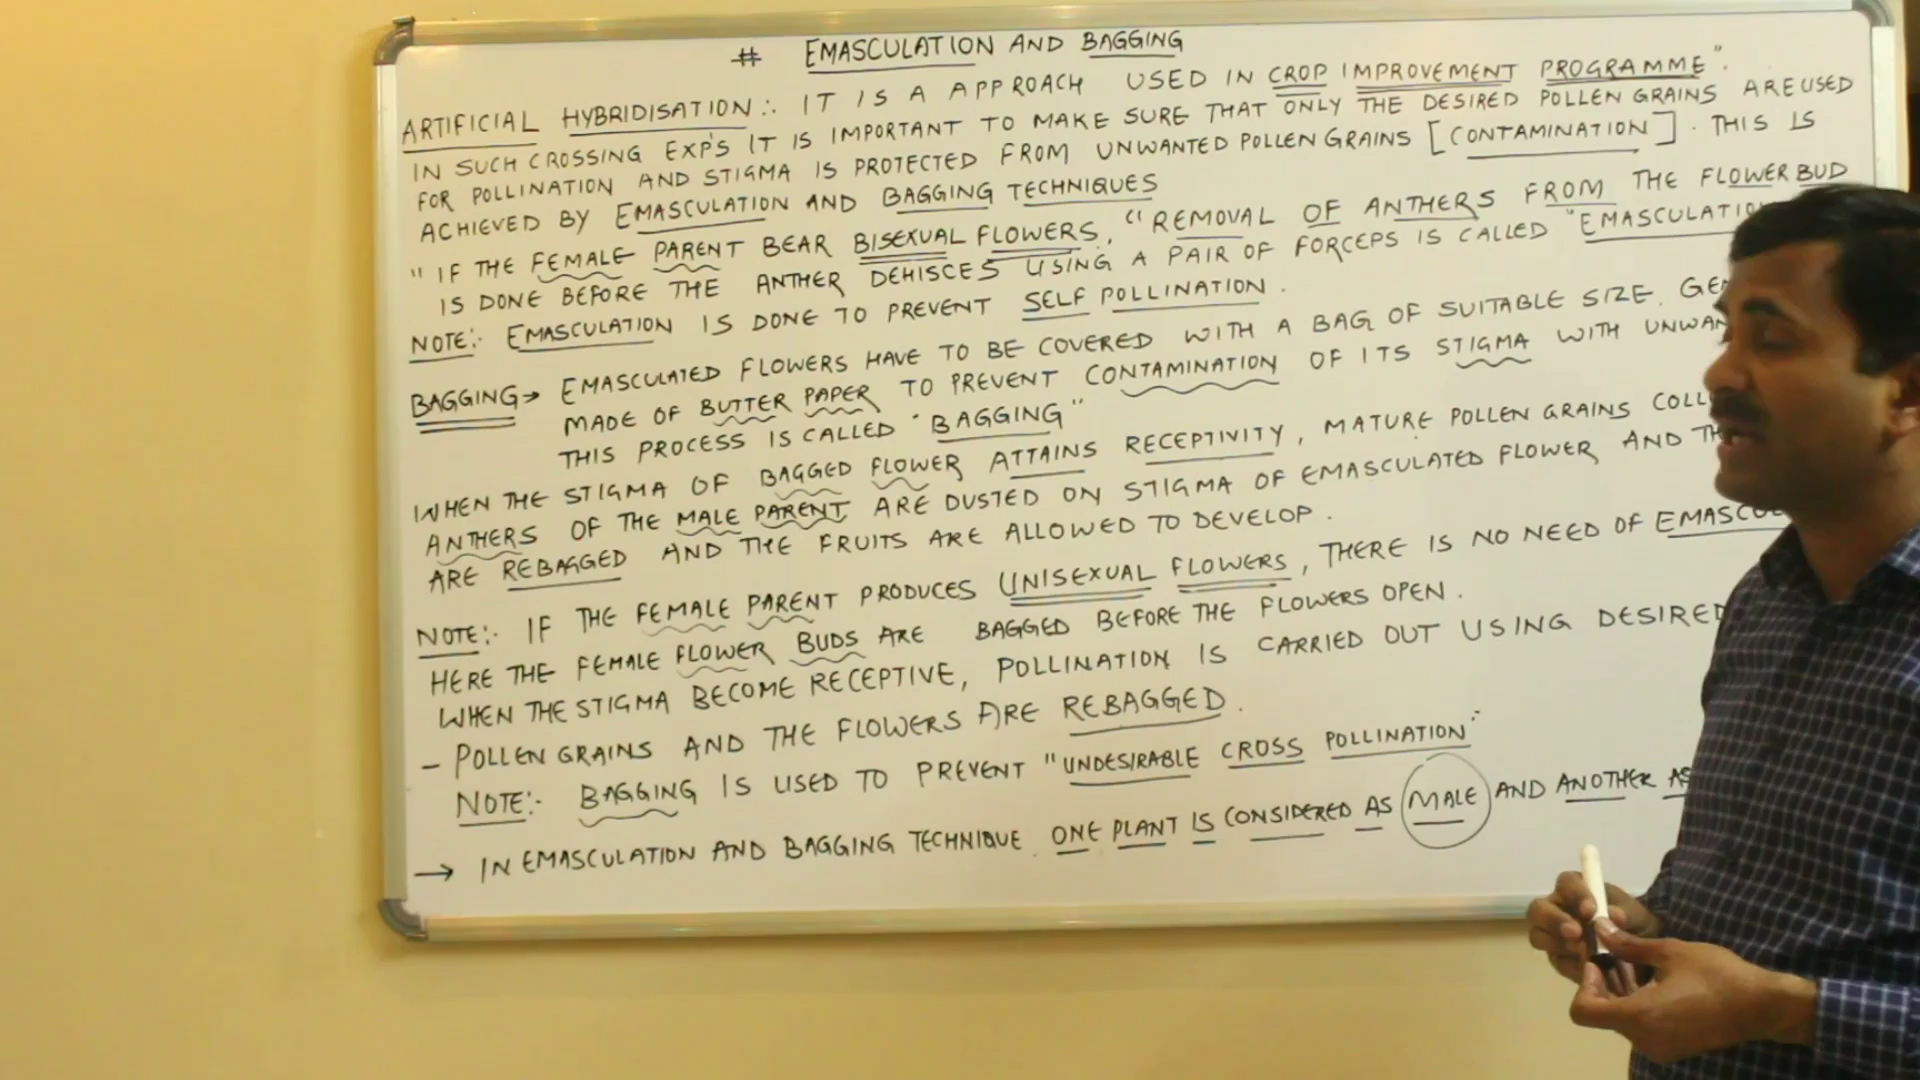 # EMASCULATION AND BAGGING
ARTIFICIAL HYBRIDISATION:. IT IS A APPROACH USED IN CROP IMPROVEMENT PROGRAMME".
IN SUCH CROSSING EXP'S IT IS IMPORTANT TO MAKE SURE THAT ONLY THE DESIRED POLLEN GRAINS ARE USED
FOR POLLINATION AND STIGMA IS PROTECTED FROM UNWANTED POLLEN GRAINS [CONTAMINATION]. THIS IS
ACHIEVED BY EMASCULATION AND BAGGING TECHNIQUES
"IF THE FEMALE PARENT BEAR BISEXUAL FLOWERS, "REMOVAL OF ANTHERS FROM THE FLOWER BUD
IS DONE BEFORE THE ANTHER DEHISCES USING A PAIR OF FORCEPS IS CALLED "EMASCULATIO
NOTE:- EMASCULATION IS DONE TO PREVENT SELF POLLINATION.
BAGGING → EMASCULATED FLOWERS HAVE TO BE COVERED WITH A BAG OF SUITABLE SIZE. GE
MADE OF BUTTER PAPER TO PREVENT CONTAMINATION OF ITS STIGMA WITH UNWAN
THIS PROCESS IS CALLED "BAGGING"
WHEN THE STIGMA OF BAGGED FLOWER ATTAINS RECEPTIVITY, MATURE POLLEN GRAINS COLL
ANTHERS OF THE MALE PARENT ARE DUSTED ON STIGMA OF EMASCULATED FLOWER AND TH
ARE REBAGGED AND THE FRUITS ARE ALLOWED TO DEVELOP.
NOTE:- IF THE FEMALE PARENT PRODUCES UNISEXUAL FLOWERS, THERE IS NO NEED OF EMASCU
HERE THE FEMALE FLOWER BUDS ARE BAGGED BEFORE THE FLOWERS OPEN.
WHEN THE STIGMA BECOME RECEPTIVE, POLLINATION IS CARRIED OUT USING DESIRED
- POLLEN GRAINS AND THE FLOWERS ARE REBAGGED.
NOTE:- BAGGING IS USED TO PREVENT "UNDESIRABLE CROSS POLLINATION"
→ IN EMASCULATION AND BAGGING TECHNIQUE ONE PLANT IS CONSIDERED AS MALE AND ANOTHER AS